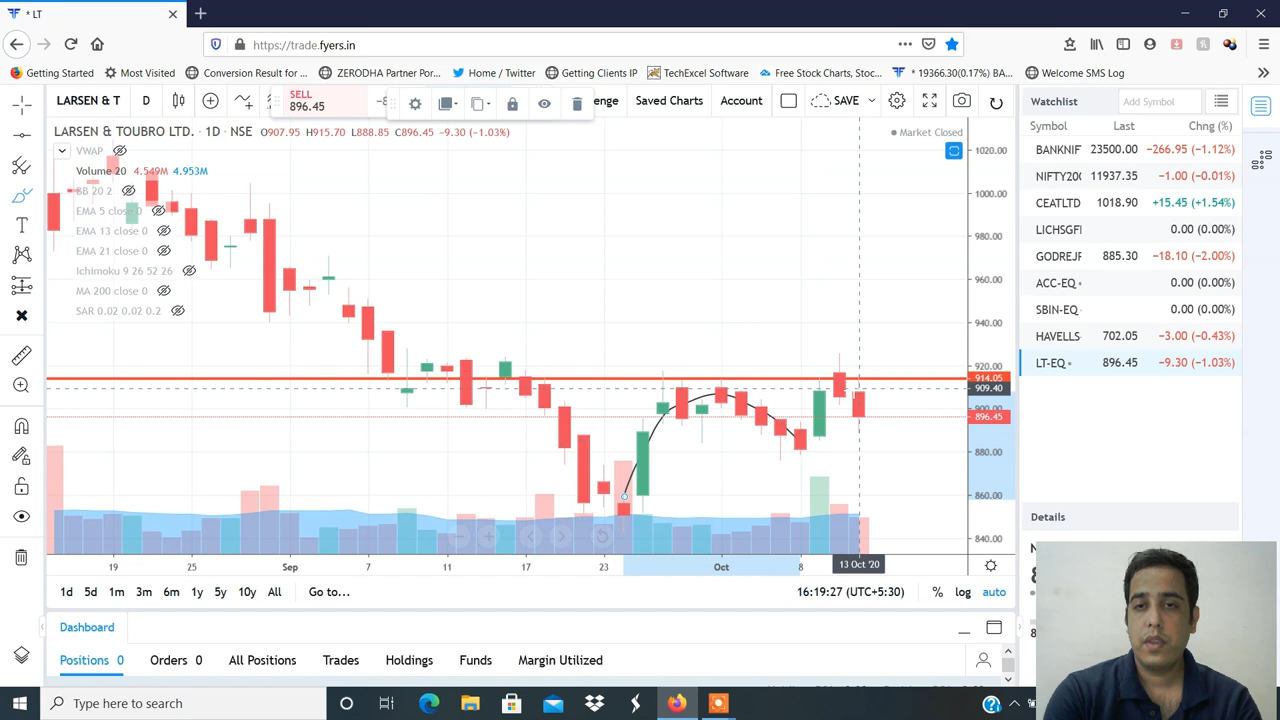 * LT
https://trade.fyers.in
Getting Started
Most Visited
Conversion Result for ...
ZERODHA Partner Por...
Home / Twitter
Getting Clients IP
TechExcel Software
Free Stock Charts, Stoc...
* 19366.30(0.17%) BA...
Welcome SMS Log
LARSEN & T
D
SELL
896.45
Saved Charts
Account
SAVE
LARSEN & TOUBRO LTD. · 1D · NSE O907.95 H915.70 L888.85 C896.45 −9.30 (−1.03%)
Market Closed
VWAP
Volume 20 4.549M 4.953M
BB 20 2
EMA 5 close 0
EMA 13 close 0
EMA 21 close 0
Ichimoku 9 26 52 26
MA 200 close 0
SAR 0.02 0.02 0.2
1020.00
1000.00
980.00
960.00
940.00
920.00
914.05
909.40
900.00
896.45
880.00
860.00
840.00
19 25 Sep 7 11 17 23 Oct 8 13 Oct '20
1d 5d 1m 3m 6m 1y 5y 10y All Go to...
16:19:27 (UTC+5:30) % log auto
Dashboard
Positions 0 Orders 0 All Positions Trades Holdings Funds Margin Utilized
Watchlist
Add Symbol
Symbol Last Chng (%)
BANKNIF 23500.00 −266.95 (−1.12%)
NIFTY200 11937.35 −1.00 (−0.01%)
CEATLTD 1018.90 +15.45 (+1.54%)
LICHSGFI 0.00 (0.00%)
GODREJF 885.30 −18.10 (−2.00%)
ACC-EQ 0.00 (0.00%)
SBIN-EQ 0.00 (0.00%)
HAVELLS 702.05 −3.00 (−0.43%)
LT-EQ 896.45 −9.30 (−1.03%)
Details
Type here to search